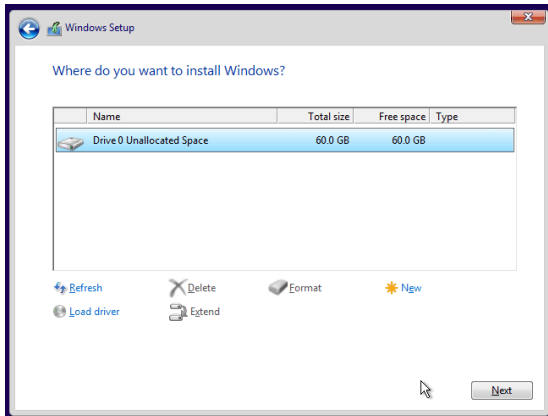 Windows Setup
Where do you want to install Windows?
Name Total size Free space Type
Drive 0 Unallocated Space 60.0 GB 60.0 GB
Refresh Delete Format New
Load driver Extend
Next